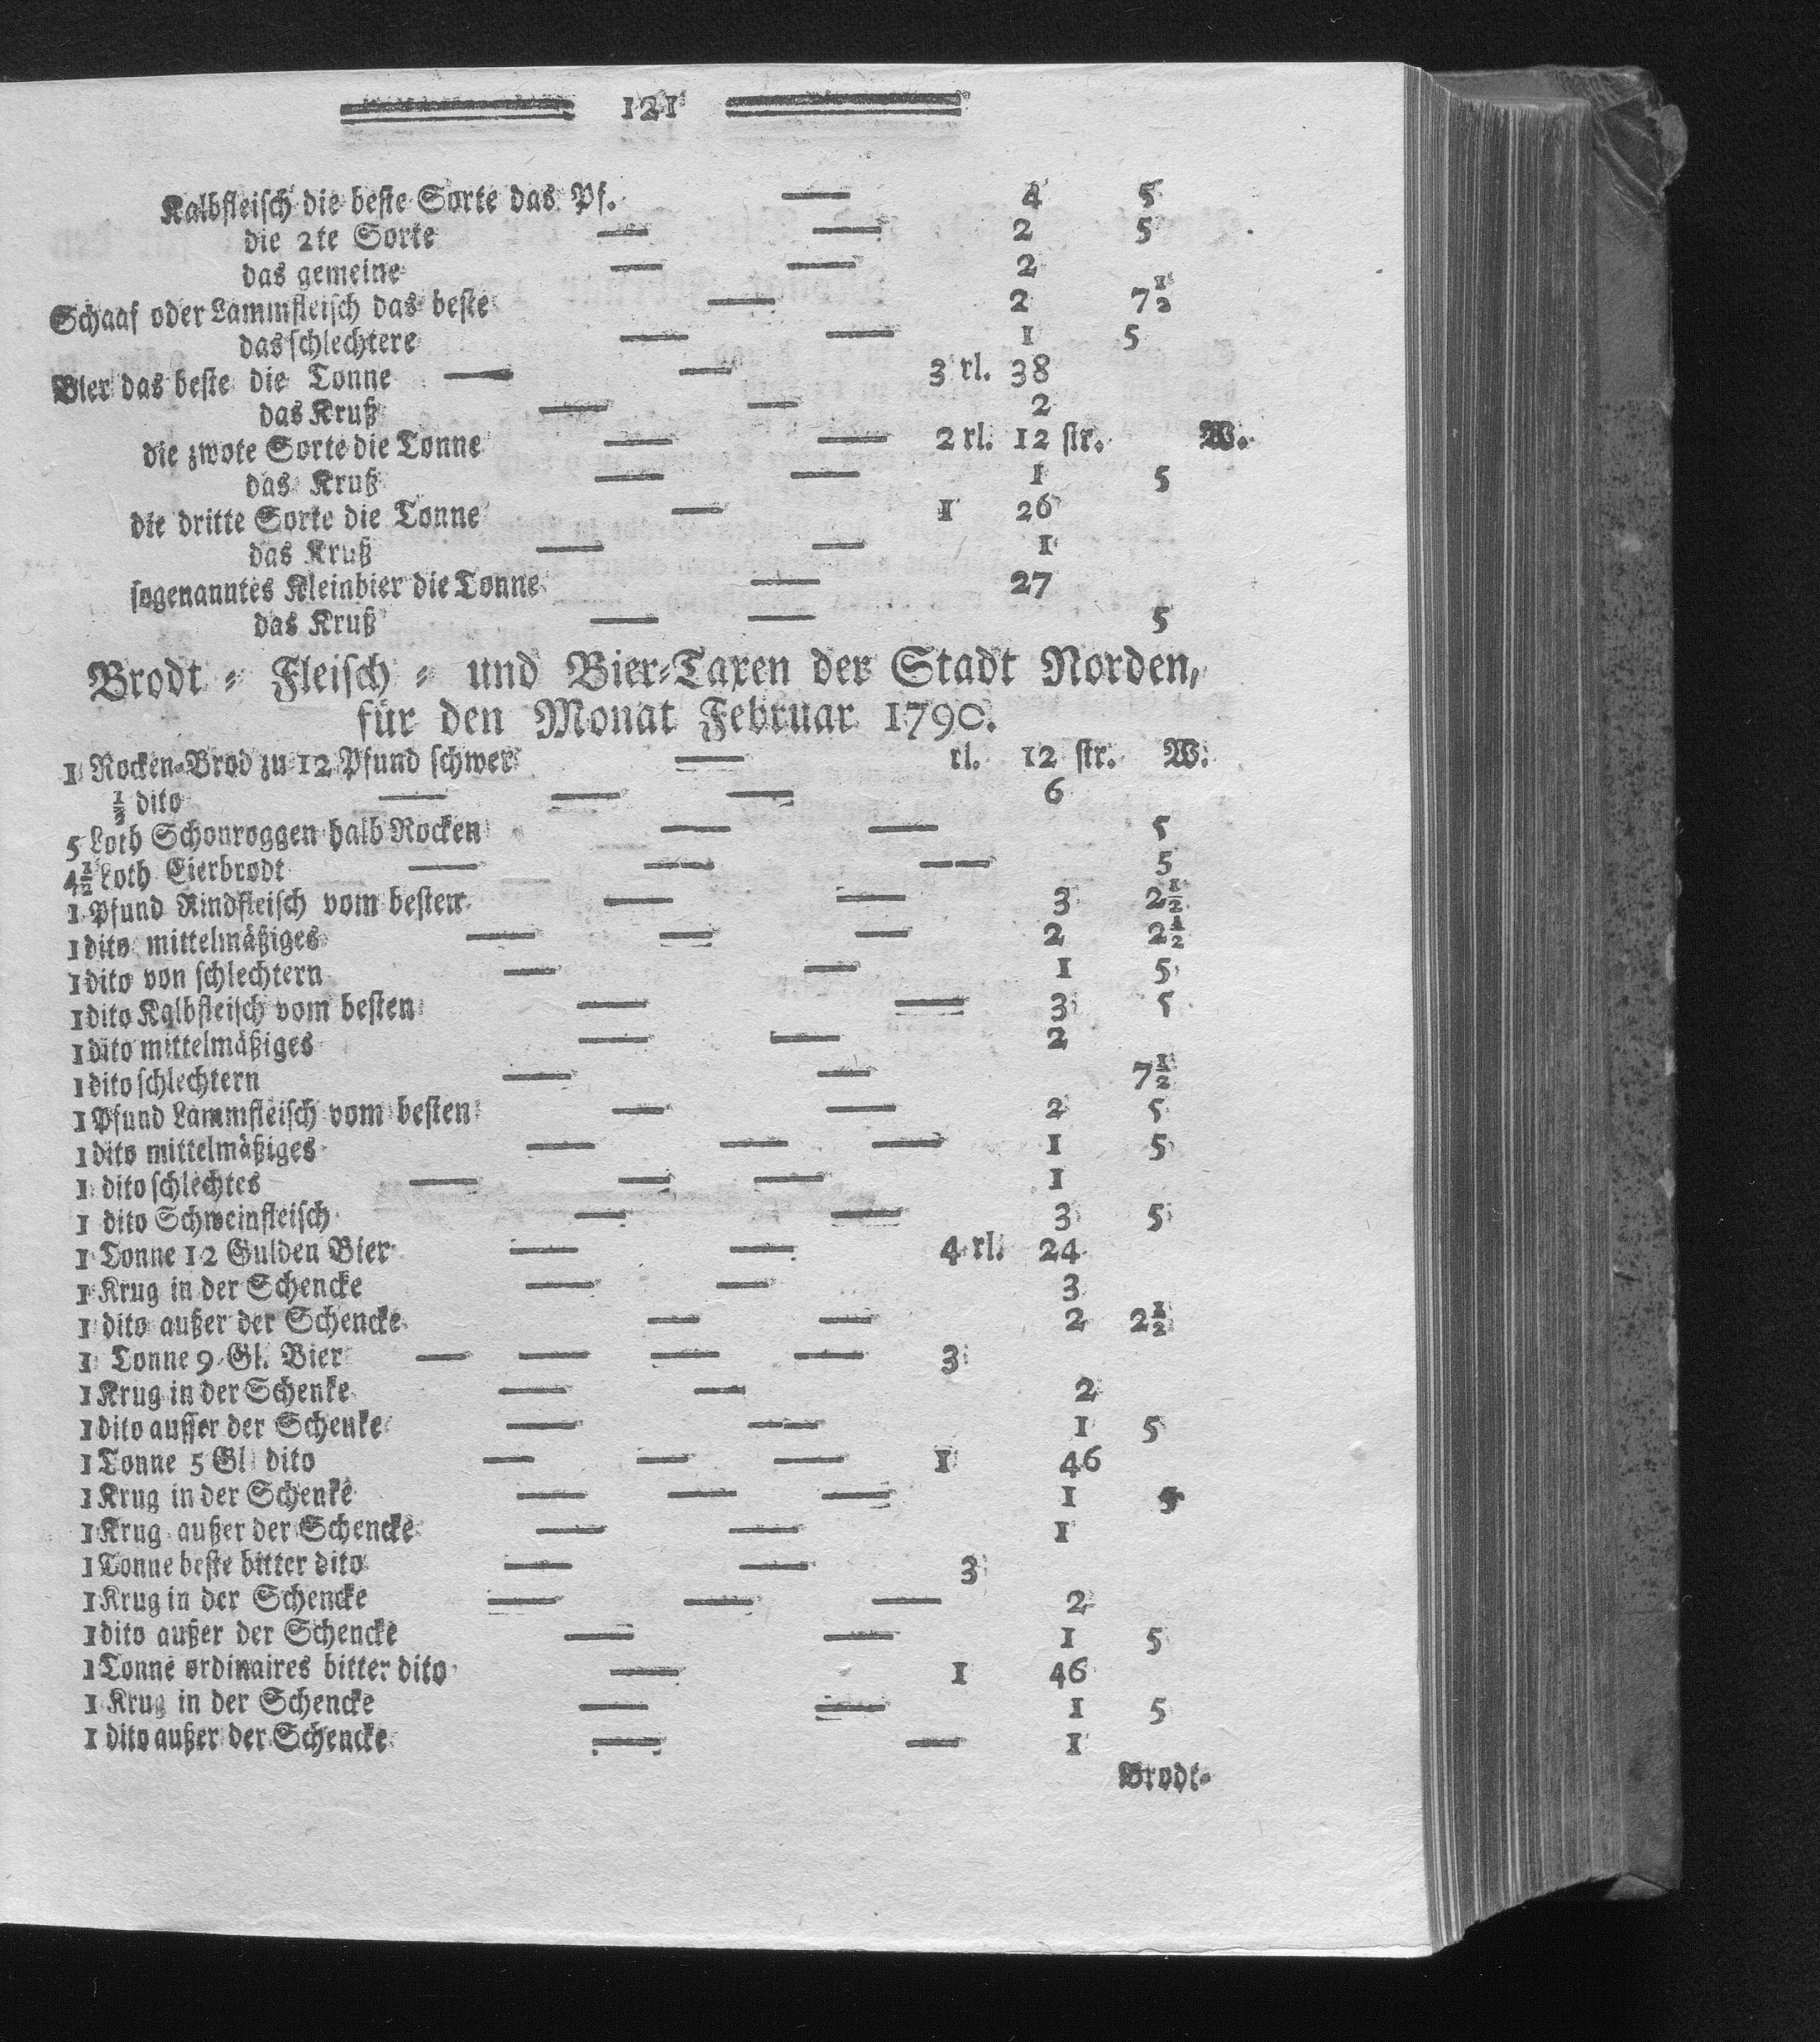 121
Kalbfleisch die beste Sorte das Pf. — 4 5
die 2te Sorte — — 2 5
das gemeine — — 2
Schaaf oder Lammfleisch das beste — 2 7½
das schlechtere — — 1 5
Bier das beste die Tonne — — 3 rl. 38
das Kruß — — 2
die zwote Sorte die Tonne — — 2 rl. 12 str. W.
das Kruß — — 1 5
die dritte Sorte die Tonne — 1 26
das Kruß — — 1
sogenanntes Kleinbier die Tonne — 27
das Kruß — — 5
Brodt- Fleisch- und Bier-Taxen der Stadt Norden,
für den Monat Februar 1790.
1 Rocken-Brod zu 12 Pfund schwer — rl. 12 str. W.
½ dito — — — 6
5 Loth Schonroggen halb Rocken — — 5
4½ Loth Eierbrodt — — — 5
1 Pfund Rindfleisch vom besten — — 3 2½
1 dito mittelmäßiges — — — 2 2½
1 dito von schlechtern — — 1 5
1 dito Kalbfleisch vom besten — — 3 5
1 dito mittelmäßiges — — 2
1 dito schlechtern — — 7½
1 Pfund Lammfleisch vom besten — — 2 5
1 dito mittelmäßiges — — — 1 5
1 dito schlechtes — — — 1
1 dito Schweinfleisch — — 3 5
1 Tonne 12 Gulden Bier — — 4 rl. 24
1 Krug in der Schencke — — 3
1 dito außer der Schencke — — 2 2½
1 Tonne 9 Gl. Bier — — — — 3
1 Krug in der Schenke — — 2
1 dito ausser der Schenke — — 1 5
1 Tonne 5 Gl dito — — — 1 46
1 Krug in der Schenke — — — 1 5
1 Krug außer der Schencke — — 1
1 Tonne beste bitter dito — — 3
1 Krug in der Schencke — — — 2
1 dito außer der Schencke — — 1 5
1 Tonne ordinaires bitter dito — 1 46
1 Krug in der Schencke — — 1 5
1 dito außer der Schencke — — 1
Brodt-